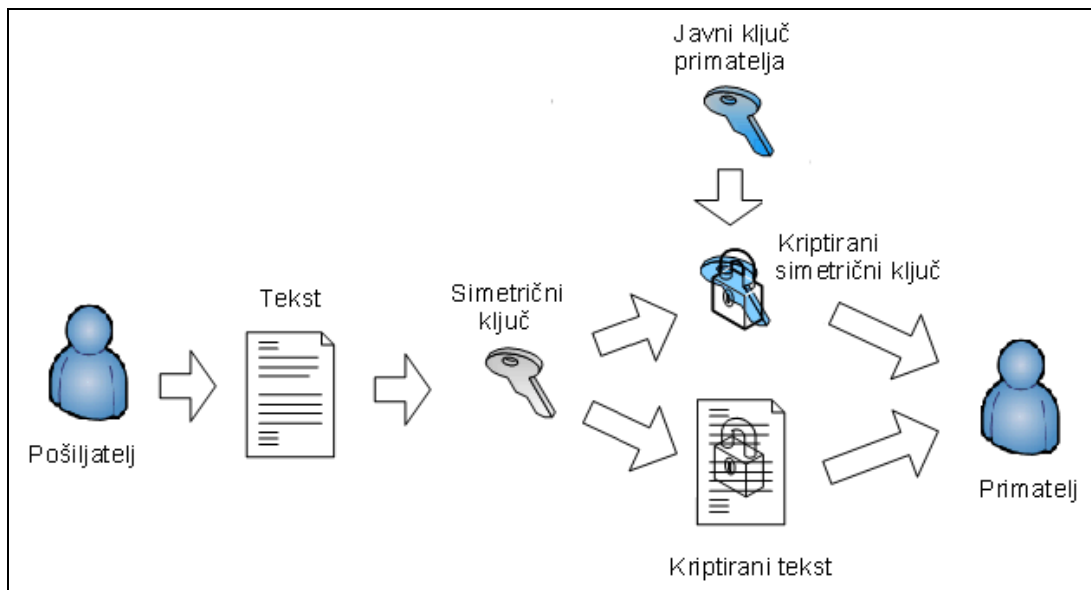 Javni ključ
primatelja
Kriptirani
simetrični ključ
Tekst
Simetrični
ključ
Pošiljatelj
Primatelj
Kriptirani tekst